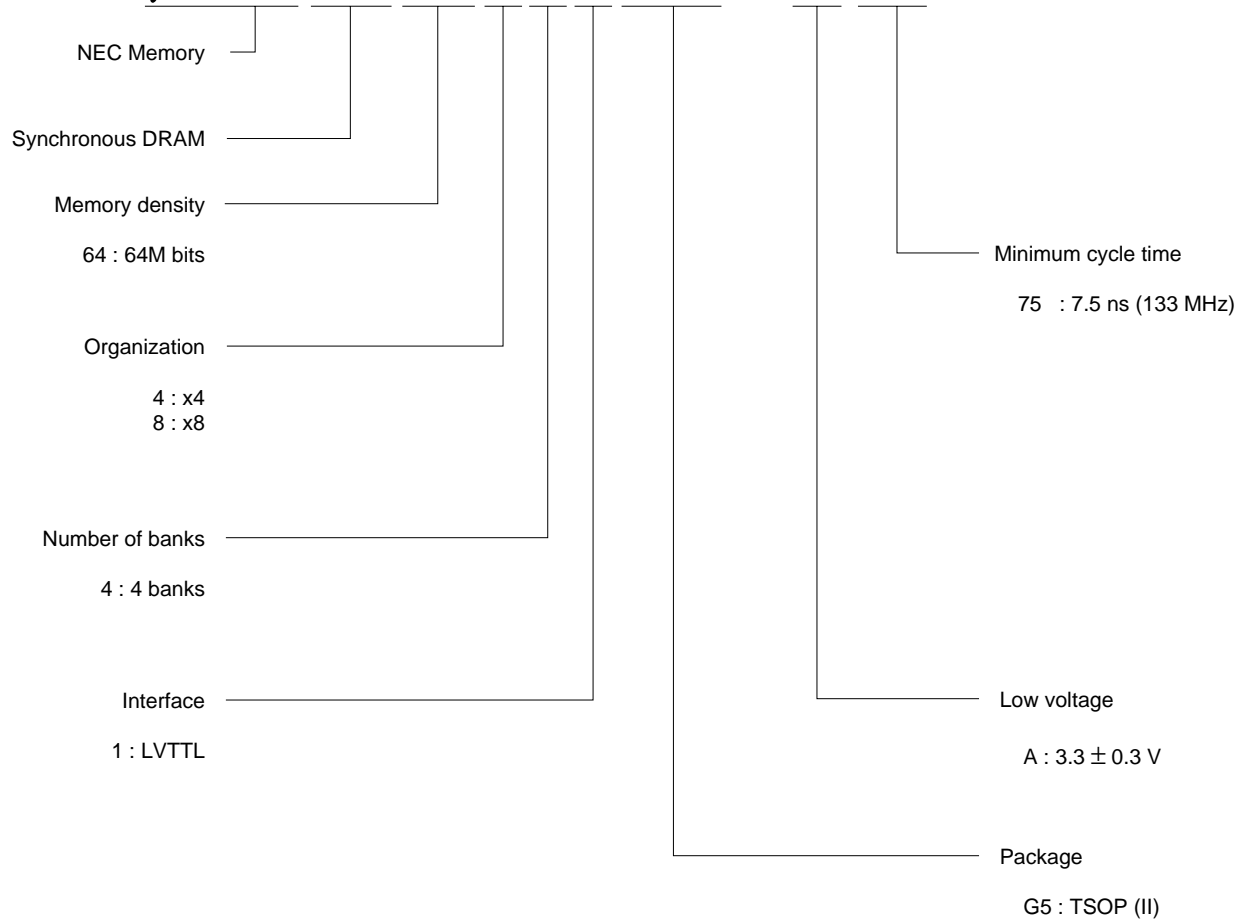 NEC Memory
Synchronous DRAM
Memory density
64 : 64M bits
Minimum cycle time
75 : 7.5 ns (133 MHz)
Organization
4 : x4
8 : x8
Number of banks
4 : 4 banks
Interface
1 : LVTTL
Low voltage
A : 3.3 ± 0.3 V
Package
G5 : TSOP (II)